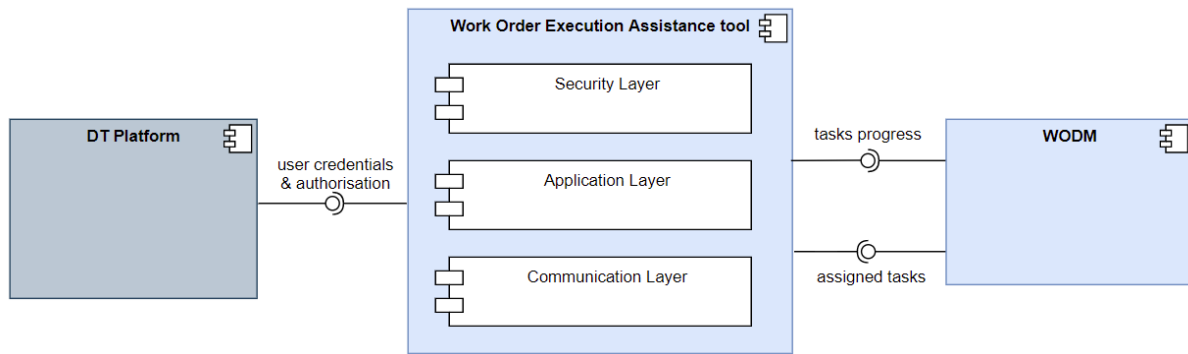 Work Order Execution Assistance tool
Security Layer
DT Platform
user credentials
& authorisation
Application Layer
Communication Layer
tasks progress
WODM
assigned tasks